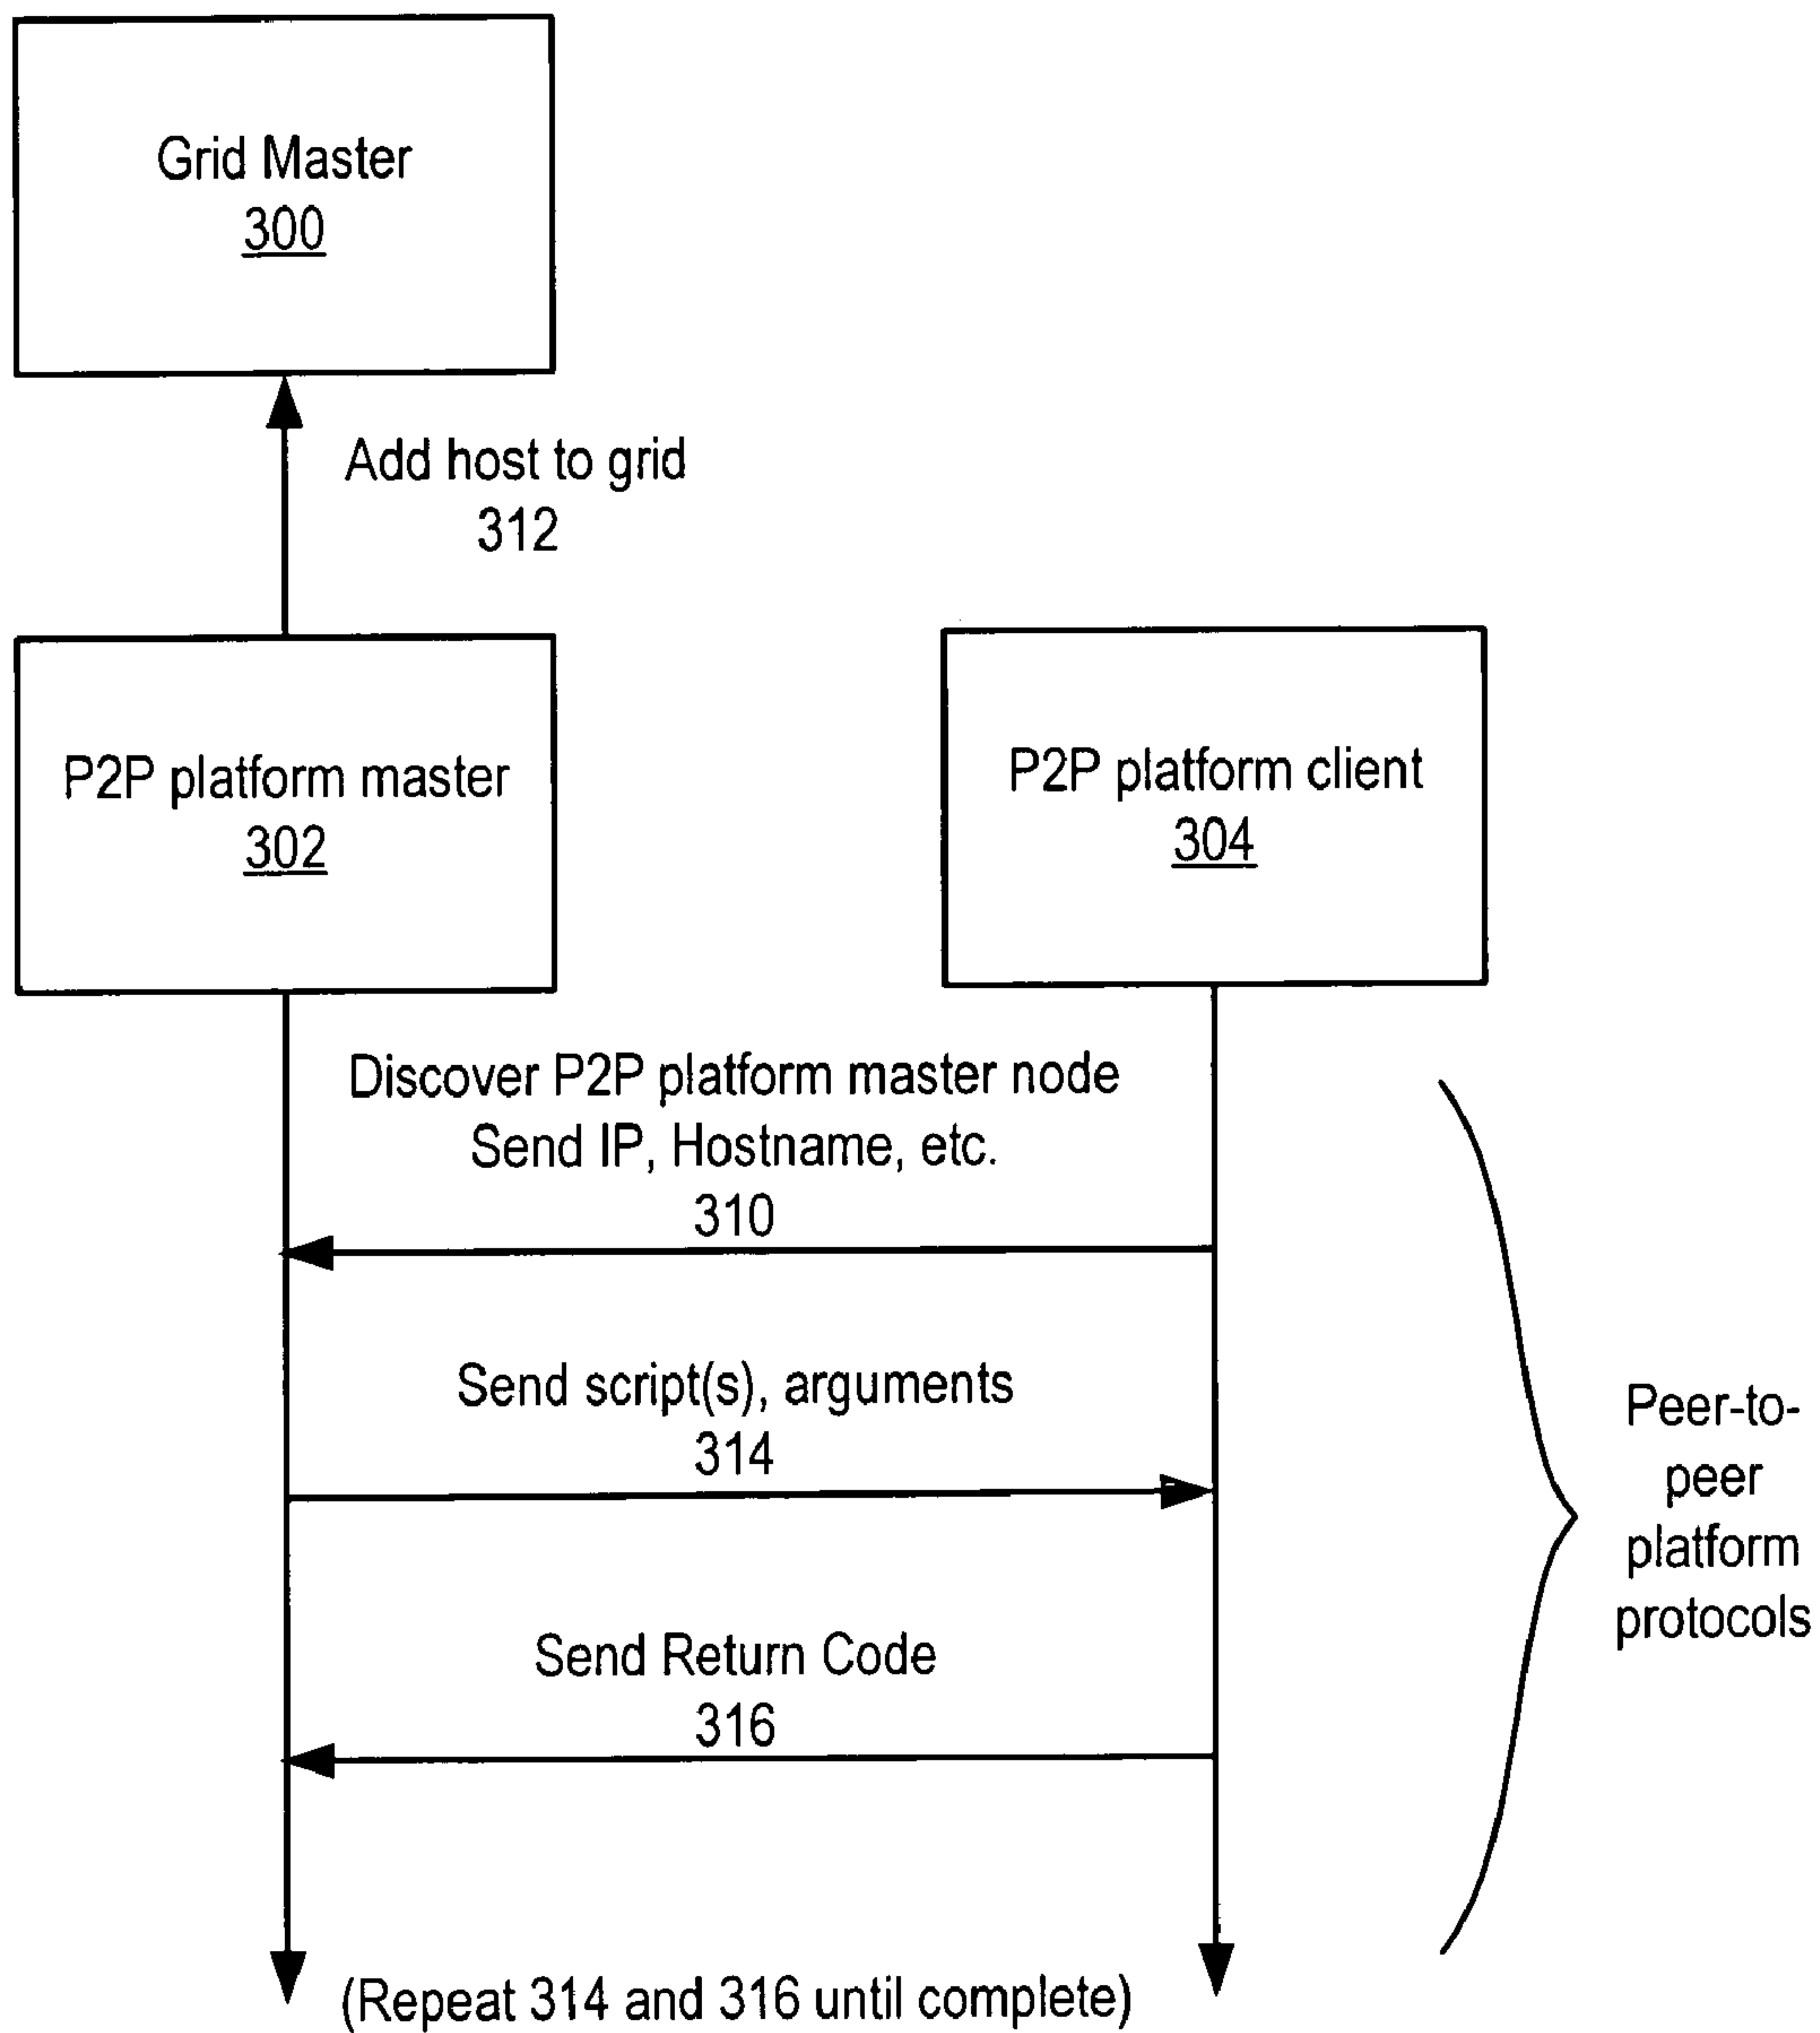 Grid Master
300
Add host to grid
312
P2P platform master
302
P2P platform client
304
Discover P2P platform master node
Send IP, Hostname, etc.
310
Send script(s), arguments
314
Send Return Code
316
Peer-to-
peer
platform
protocols
(Repeat 314 and 316 until complete)